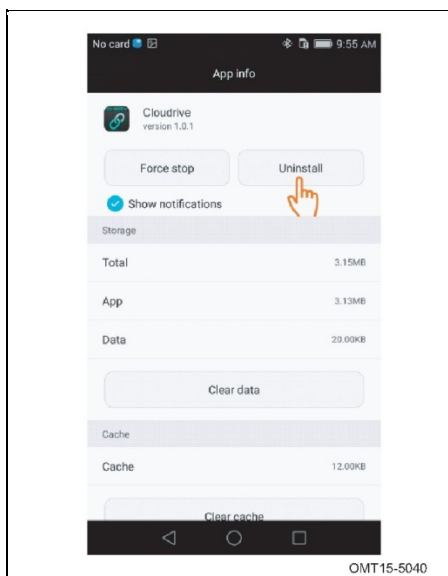 No card 9:55 AM
App info
Cloudrive
version 1.0.1
Force stop Uninstall
Show notifications
Storage
Total 3.15MB
App 3.13MB
Data 20.00KB
Clear data
Cache
Cache 12.00KB
Clear cache
OMT15-5040